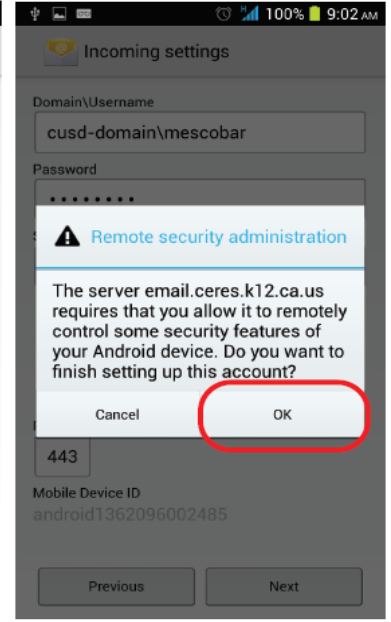 H 100% 9:02 AM
Incoming settings
Domain\Username
cusd-domain\mescobar
Password
••••••••
Remote security administration
The server email.ceres.k12.ca.us
requires that you allow it to remotely
control some security features of
your Android device. Do you want to
finish setting up this account?
Cancel OK
443
Mobile Device ID
android1362096002485
Previous Next